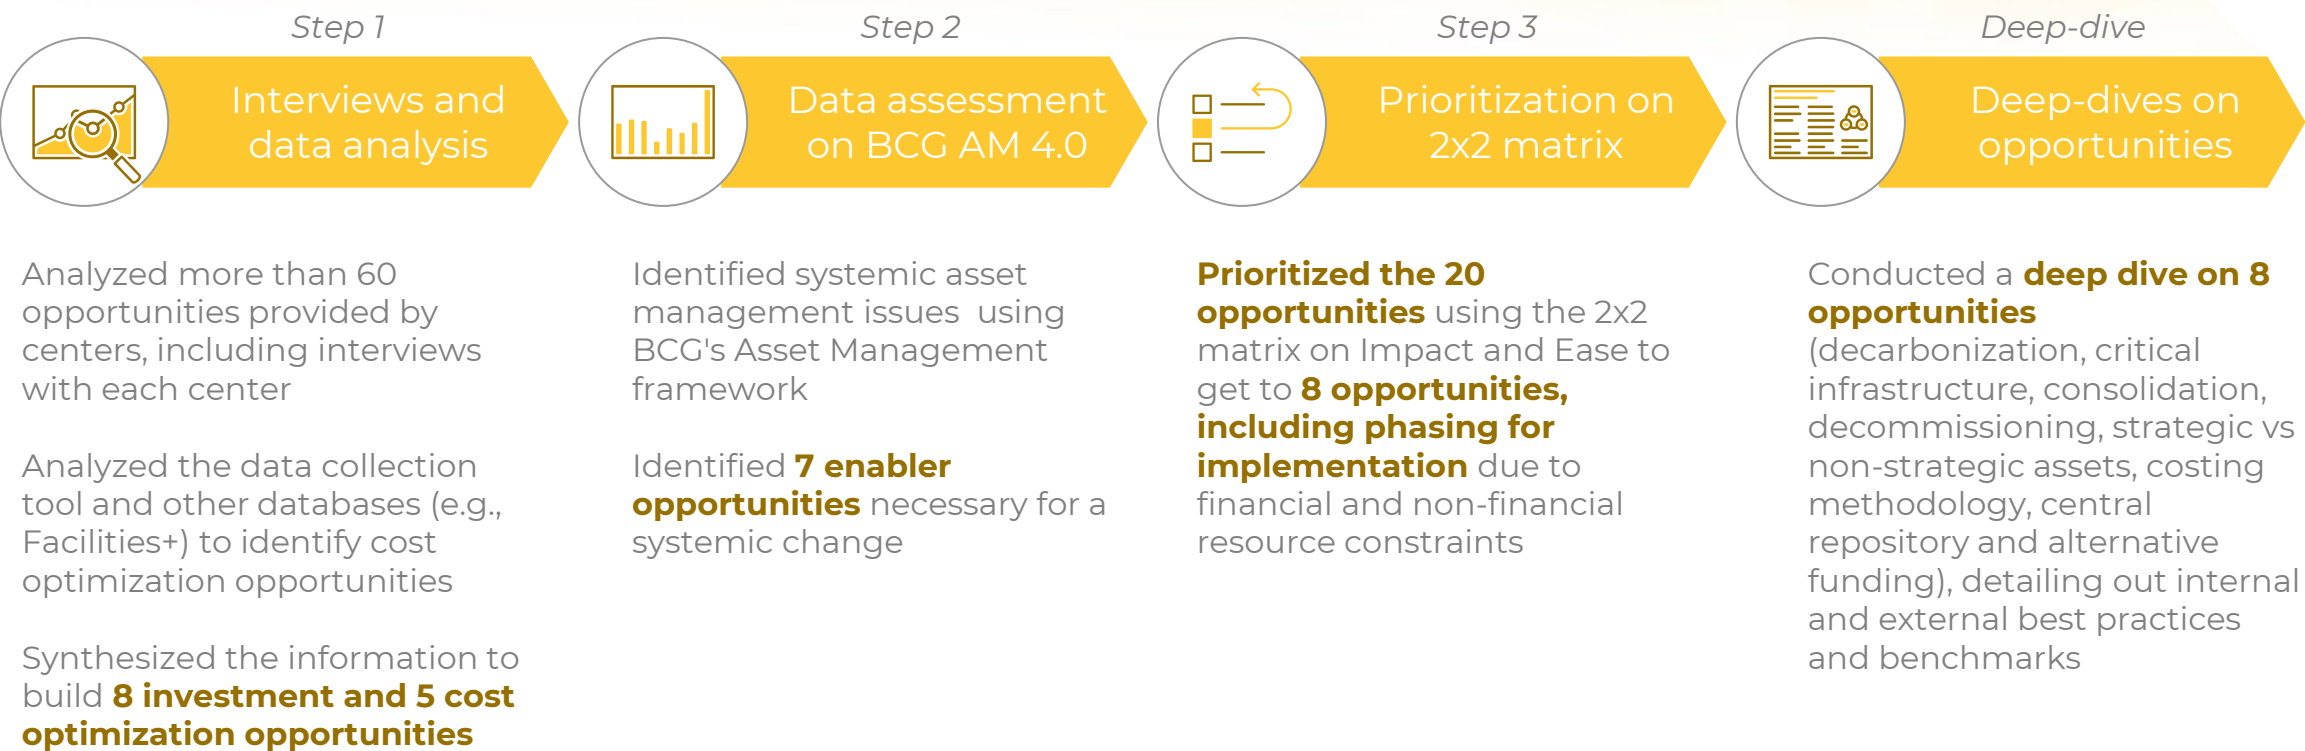 Step 1
Interviews and
data analysis
Analyzed more than 60
opportunities provided by
centers, including interviews
with each center
Analyzed the data collection
tool and other databases (e.g.,
Facilities+) to identify cost
optimization opportunities
Synthesized the information to
build 8 investment and 5 cost
optimization opportunities
Step 2
Data assessment
on BCG AM 4.0
Identified systemic asset
management issues  using
BCG's Asset Management
framework
Identified 7 enabler
opportunities necessary for a
systemic change
Step 3
Prioritization on
2x2 matrix
Prioritized the 20
opportunities using the 2x2
matrix on Impact and Ease to
get to 8 opportunities,
including phasing for
implementation due to
financial and non-financial
resource constraints
Deep-dive
Deep-dives on
opportunities
Conducted a deep dive on 8
opportunities
(decarbonization, critical
infrastructure, consolidation,
decommissioning, strategic vs
non-strategic assets, costing
methodology, central
repository and alternative
funding), detailing out internal
and external best practices
and benchmarks